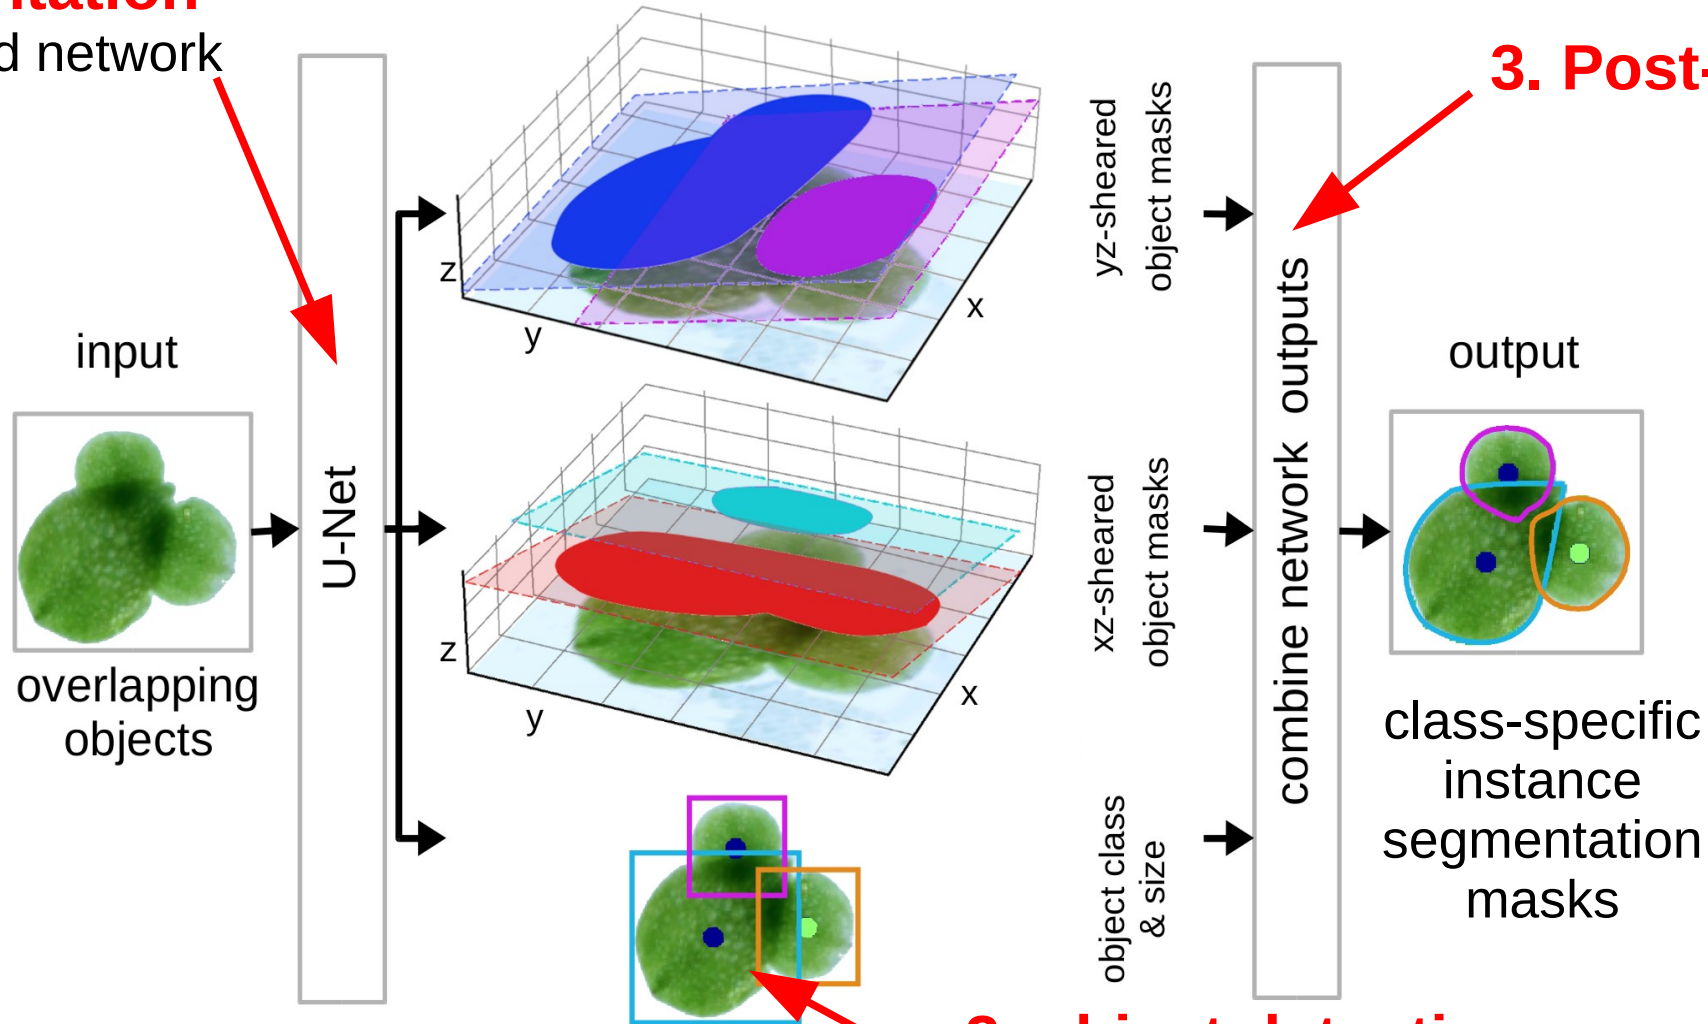 d network
3. Post-
input
U-Net
overlapping
objects
z
y
x
yz-sheared
object masks
z
y
x
xz-sheared
object masks
object class
& size
combine network outputs
output
class-specific
instance
segmentation
masks